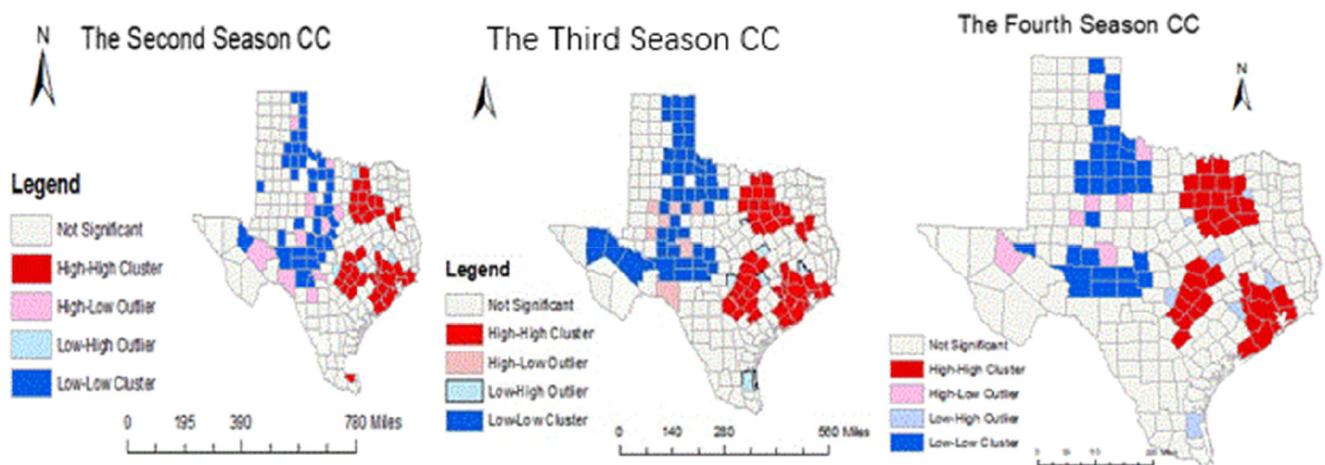 The Second Season CC
N
Legend
Not Significant
High-High Cluster
High-Low Outlier
Low-High Outlier
Low-Low Cluster
0 195 390 780 Miles
The Third Season CC
Legend
Not Significant
High-High Cluster
High-Low Outlier
Low-High Outlier
Low-Low Cluster
0 140 280 560 Miles
The Fourth Season CC
N
Not Significant
High-High Cluster
High-Low Outlier
Low-High Outlier
Low-Low Cluster